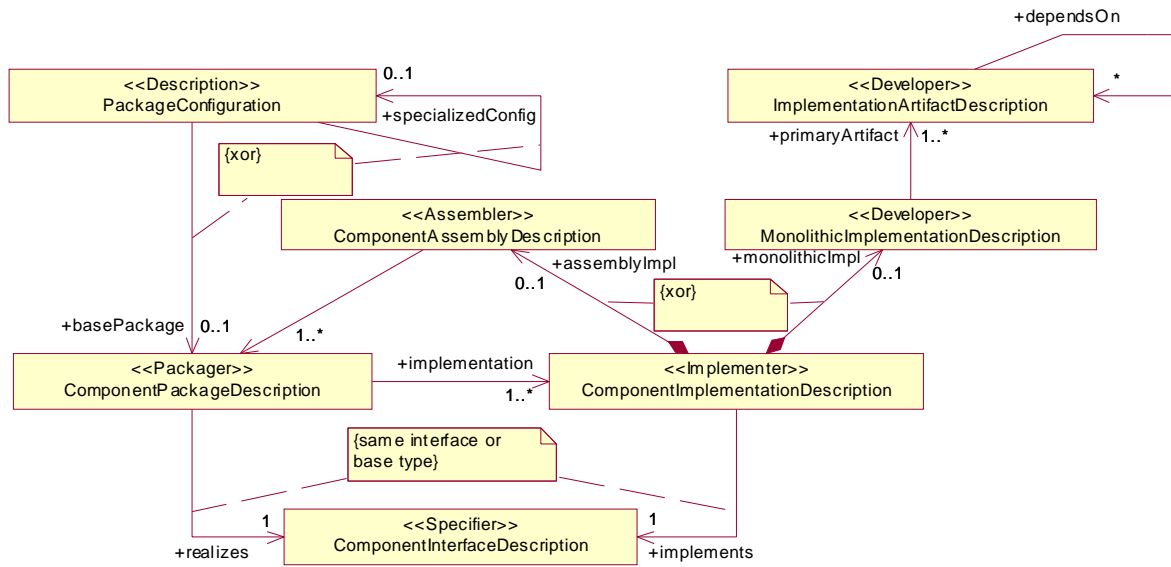 +dependsOn
0..1
<<Description>>
PackageConfiguration
<<Developer>>
ImplementationArtifactDescription
*
+specializedConfig
+primaryArtifact
1..*
{xor}
<<Assembler>>
ComponentAssemblyDescription
<<Developer>>
MonolithicImplementationDescription
+assemblyImpl
0..1
+monolithicImpl
0..1
{xor}
+basePackage
0..1
1..*
<<Packager>>
ComponentPackageDescription
+implementation
1..*
<<Implementer>>
ComponentImplementationDescription
{same interface or
base type}
1
<<Specifier>>
ComponentInterfaceDescription
1
+realizes
+implements